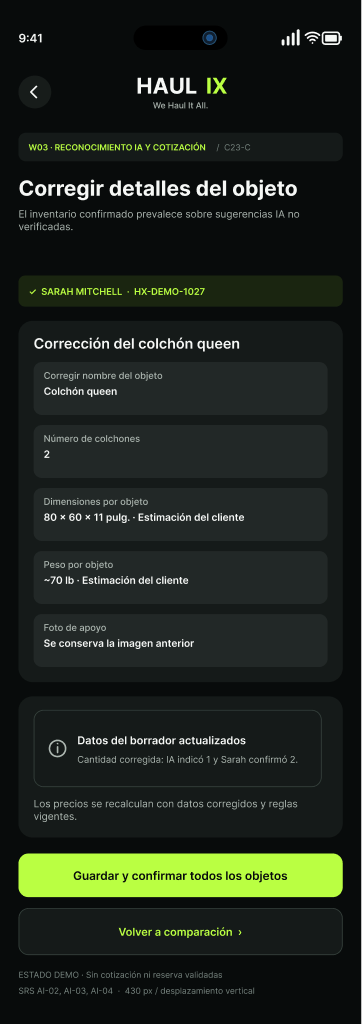 9:41
HAUL IX
We Haul It All.
W03 · RECONOCIMIENTO IA Y COTIZACIÓN / C23-C
Corregir detalles del objeto
El inventario confirmado prevalece sobre sugerencias IA no
verificadas.
✓ SARAH MITCHELL · HX-DEMO-1027
Corrección del colchón queen
Corregir nombre del objeto
Colchón queen
Número de colchones
2
Dimensiones por objeto
80 × 60 × 11 pulg. · Estimación del cliente
Peso por objeto
~70 lb · Estimación del cliente
Foto de apoyo
Se conserva la imagen anterior
Datos del borrador actualizados
Cantidad corregida: IA indicó 1 y Sarah confirmó 2.
Los precios se recalculan con datos corregidos y reglas
vigentes.
Guardar y confirmar todos los objetos
Volver a comparación ›
ESTADO DEMO · Sin cotización ni reserva validadas
SRS AI-02, AI-03, AI-04 · 430 px / desplazamiento vertical